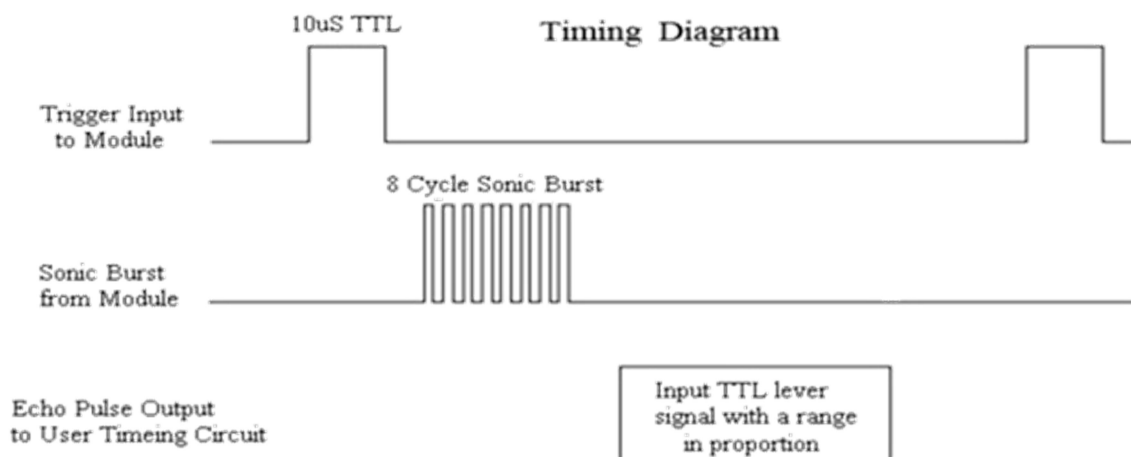 10uS TTL
Timing Diagram
Trigger Input
to Module
8 Cycle Sonic Burst
Sonic Burst
from Module
Echo Pulse Output
to User Timeing Circuit
Input TTL lever
signal with a range
in proportion